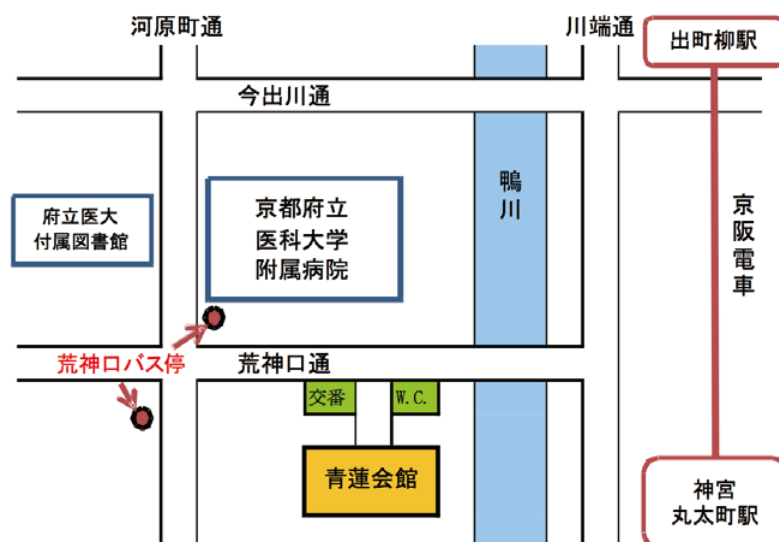 河原町通
川端通
出町柳駅
今出川通
府立医大
付属図書館
京都府立
医科大学
附属病院
鴨川
京阪電車
荒神口バス停
荒神口通
交番
W.C.
青蓮会館
神宮
丸太町駅